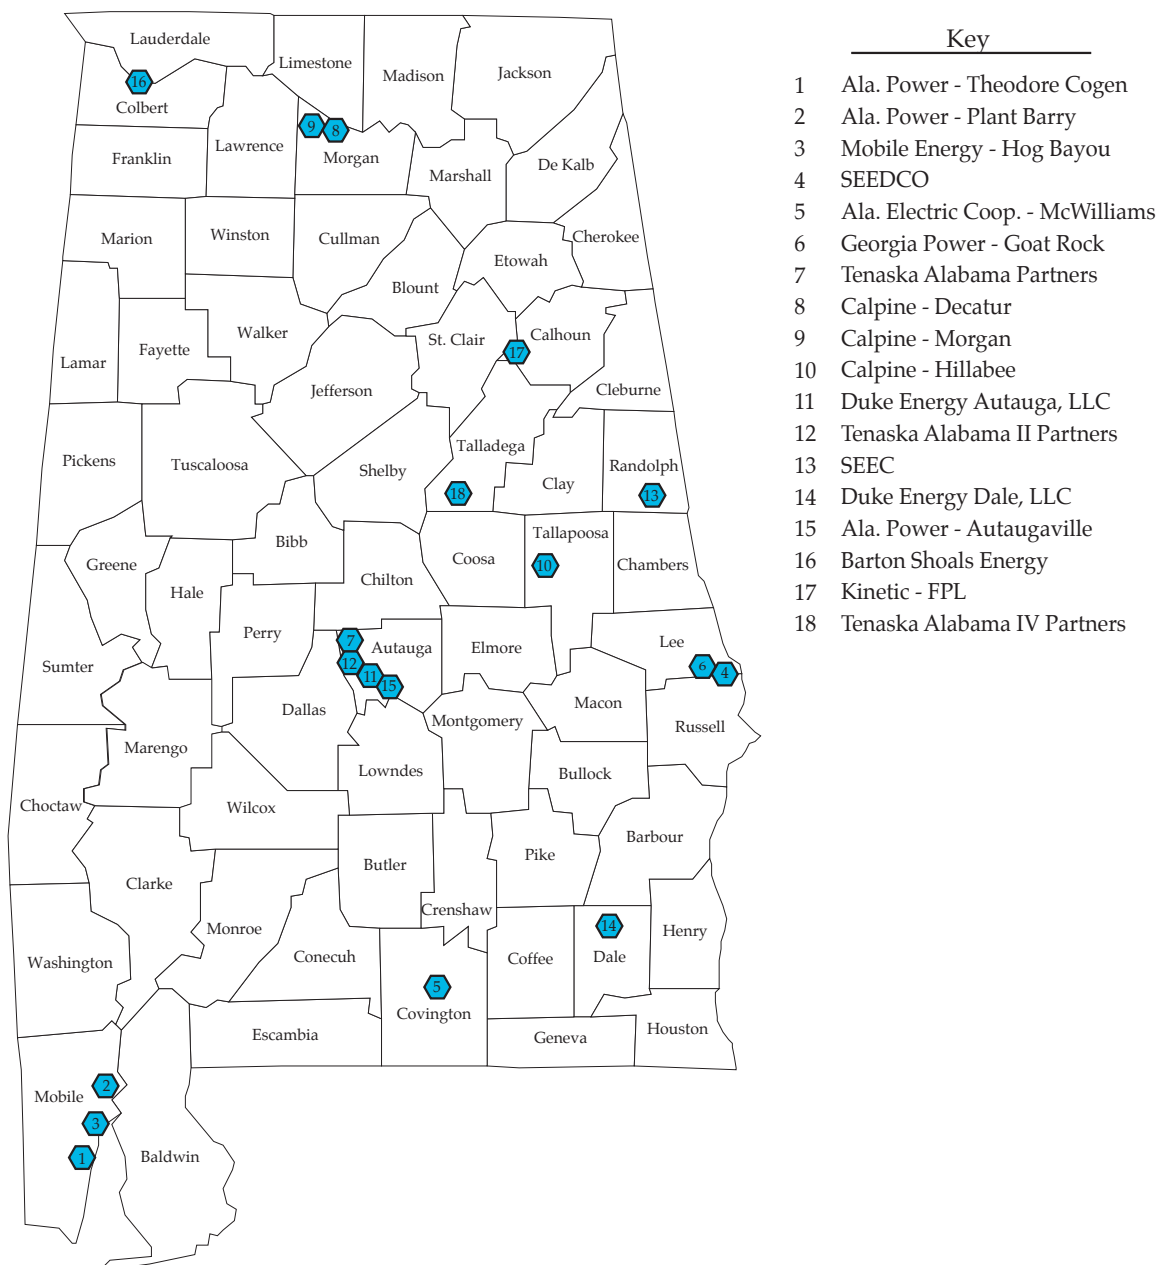 Key
1 Ala. Power - Theodore Cogen
2 Ala. Power - Plant Barry
3 Mobile Energy - Hog Bayou
4 SEEDCO
5 Ala. Electric Coop. - McWilliams
6 Georgia Power - Goat Rock
7 Tenaska Alabama Partners
8 Calpine - Decatur
9 Calpine - Morgan
10 Calpine - Hillabee
11 Duke Energy Autauga, LLC
12 Tenaska Alabama II Partners
13 SEEC
14 Duke Energy Dale, LLC
15 Ala. Power - Autaugaville
16 Barton Shoals Energy
17 Kinetic - FPL
18 Tenaska Alabama IV Partners
Lauderdale
Limestone
Madison
Jackson
16
Colbert
9
8
Lawrence
Franklin
Morgan
Marshall
De Kalb
Marion
Winston
Cullman
Cherokee
Etowah
Blount
Walker
St. Clair
Calhoun
17
Fayette
Lamar
Jefferson
Cleburne
Talladega
Pickens
Tuscaloosa
Shelby
Randolph
Clay
18
13
Tallapoosa
Bibb
Coosa
10
Chambers
Greene
Chilton
Hale
Perry
7
Autauga
Elmore
Lee
12
11
15
6
4
Sumter
Dallas
Macon
Montgomery
Russell
Marengo
Lowndes
Bullock
Choctaw
Wilcox
Barbour
Butler
Pike
Clarke
Crenshaw
Monroe
14
Henry
Washington
Conecuh
Coffee
Dale
5
Covington
Escambia
Geneva
Houston
2
Mobile
3
1
Baldwin